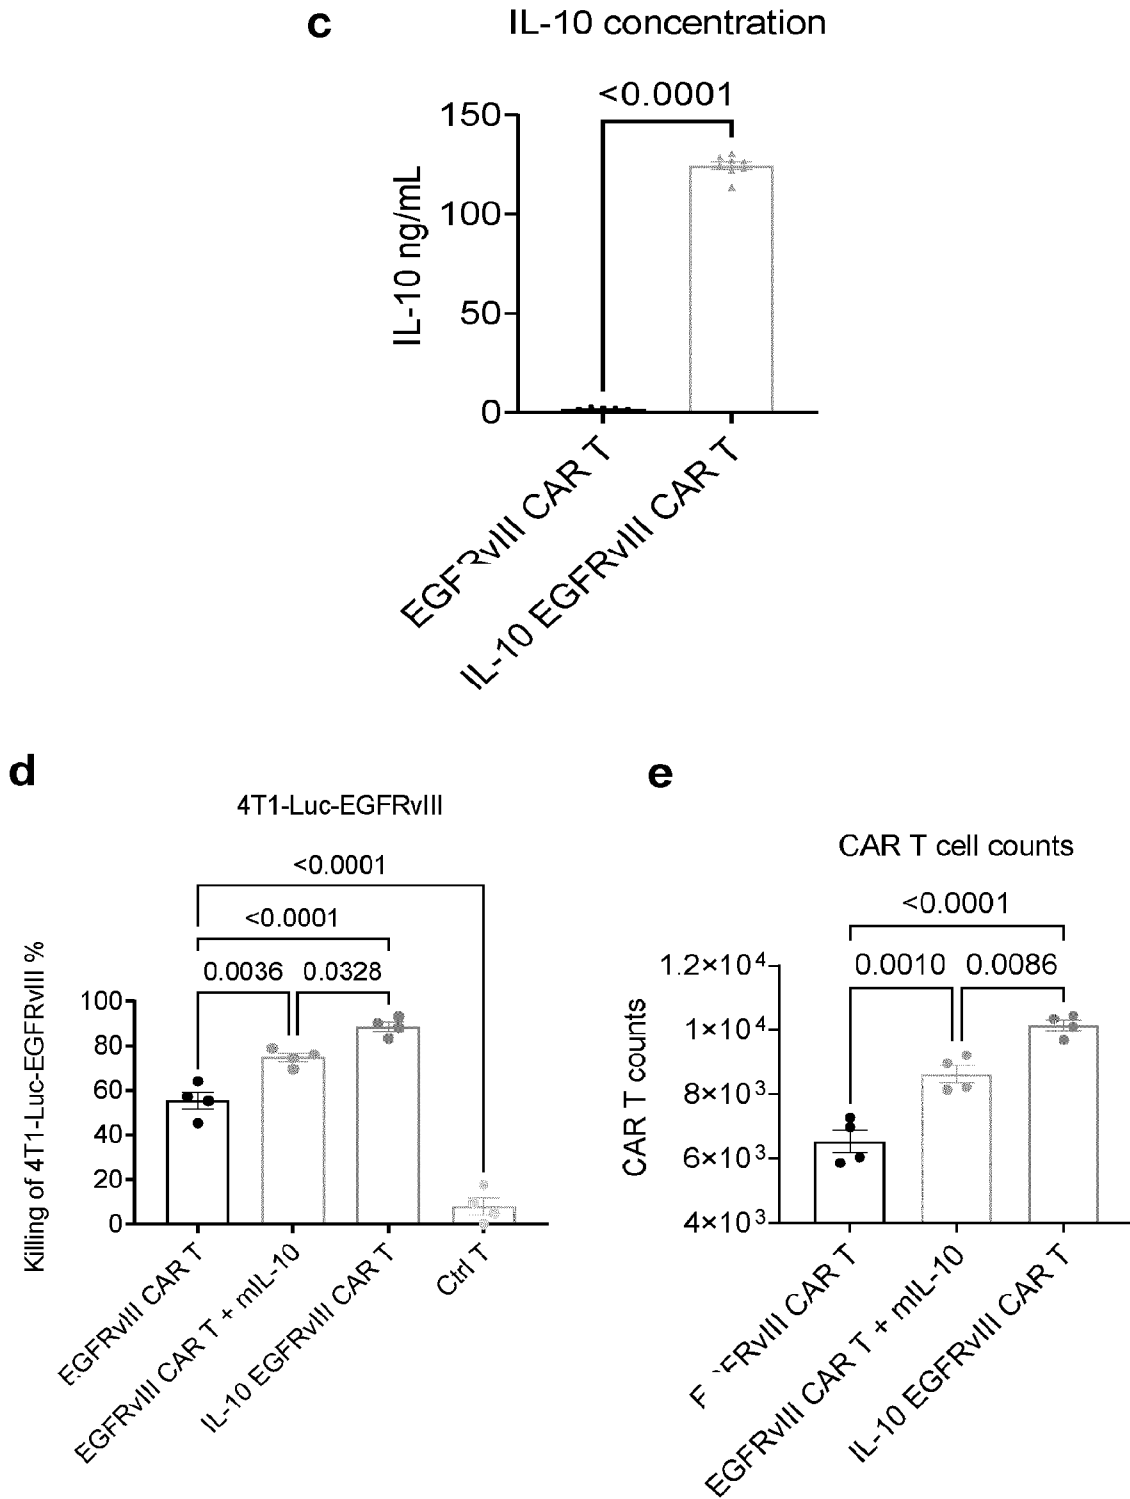 c
IL-10 concentration
<0.0001
150
100
50
0
IL-10 ng/mL
CAR T
IL-10 EGFRvIII CAR T
d
4T1-Luc-EGFRvIII
<0.0001
<0.0001
0.0036
0.0328
100
80
60
40
20
0
Killing of 4T1-Luc-EGFRvIII %
CAR T
EGFRvIII CAR T + mIL-10
IL-10 EGFRvIII CAR T
Ctrl T
e
CAR T cell counts
<0.0001
0.0010
0.0086
1.2×10⁴
1×10⁴
8×10³
6×10³
4×10³
CAR T counts
CAR T
EGFRvIII CAR T + mIL-10
IL-10 EGFRvIII CAR T